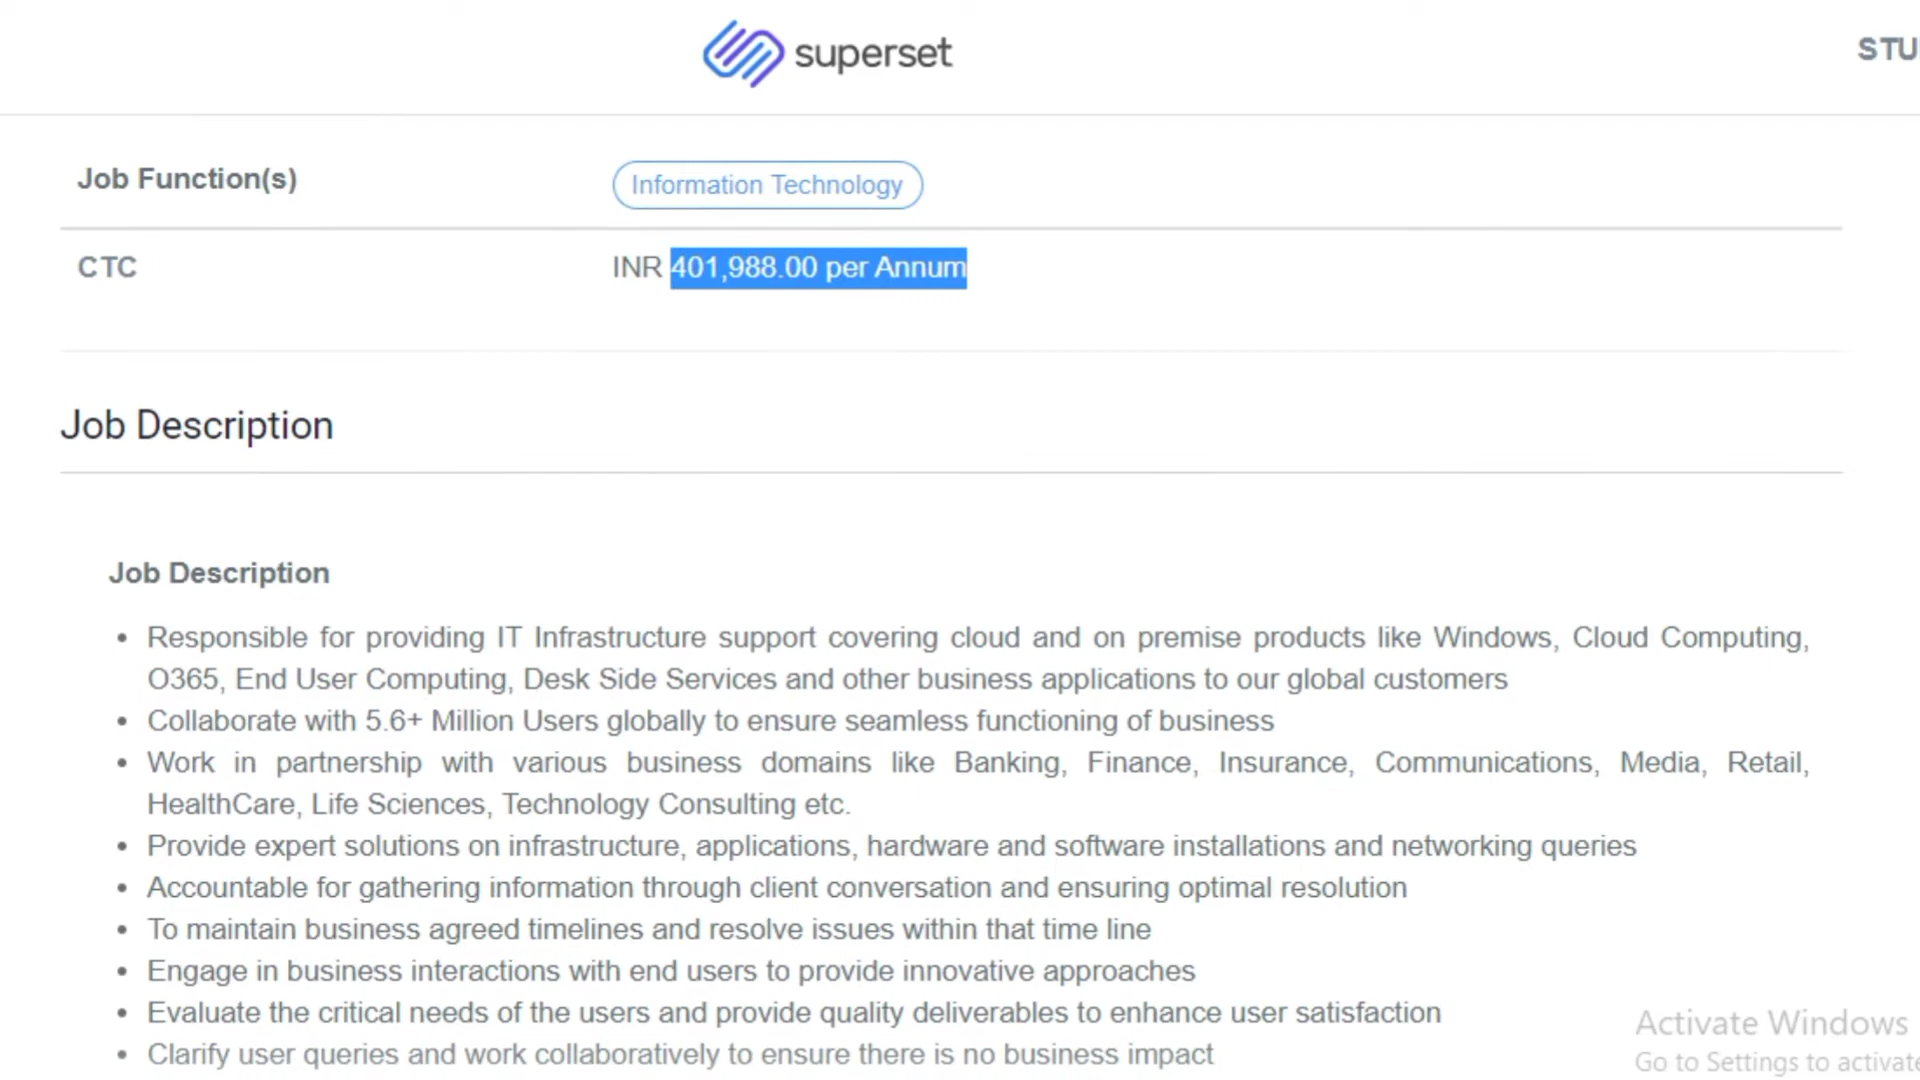 superset
STU
Job Function(s)
Information Technology
CTC
INR 401,988.00 per Annum
Job Description
Job Description
• Responsible for providing IT Infrastructure support covering cloud and on premise products like Windows, Cloud Computing,
O365, End User Computing, Desk Side Services and other business applications to our global customers
• Collaborate with 5.6+ Million Users globally to ensure seamless functioning of business
• Work in partnership with various business domains like Banking, Finance, Insurance, Communications, Media, Retail,
HealthCare, Life Sciences, Technology Consulting etc.
• Provide expert solutions on infrastructure, applications, hardware and software installations and networking queries
• Accountable for gathering information through client conversation and ensuring optimal resolution
• To maintain business agreed timelines and resolve issues within that time line
• Engage in business interactions with end users to provide innovative approaches
• Evaluate the critical needs of the users and provide quality deliverables to enhance user satisfaction
• Clarify user queries and work collaboratively to ensure there is no business impact
Activate Windows
Go to Settings to activate